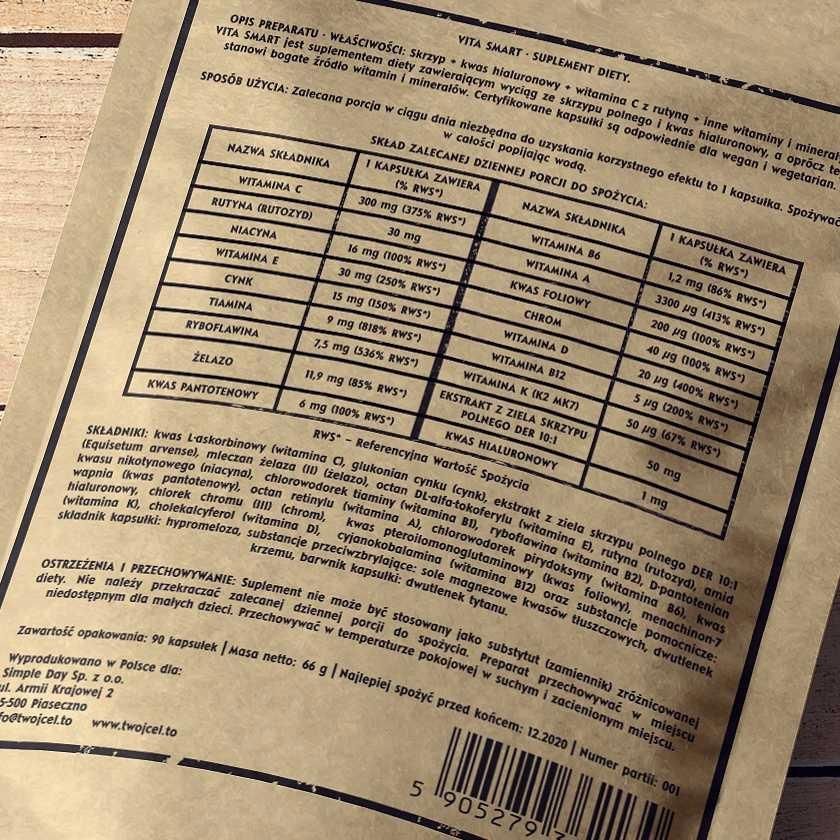 VITA SMART - SUPLEMENT DIETY.
OPIS PREPARATU - WŁAŚCIWOŚCI: Skrzyp + kwas hialuronowy + witamina C z rutyną + inne witaminy i minerał
VITA SMART jest suplementem diety zawierającym wyciąg ze skrzypu polnego i kwas hialuronowy, a oprócz te
stanowi bogate źródło witamin i minerałów. Certyfikowane kapsułki są odpowiednie dla wegan i wegetarian.
SPOSÓB UŻYCIA: Zalecana porcja w ciągu dnia niezbędna do uzyskania korzystnego efektu to 1 kapsułka. Spożywać
w całości popijając wodą.
SKŁAD ZALECANEJ DZIENNEJ PORCJI DO SPOŻYCIA:
NAZWA SKŁADNIKA 1 KAPSUŁKA ZAWIERA (% RWS*)
WITAMINA C 300 mg (375% RWS*)
RUTYNA (RUTOZYD) 30 mg
NIACYNA 16 mg (100% RWS*)
WITAMINA E 30 mg (250% RWS*)
CYNK 15 mg (150% RWS*)
TIAMINA 9 mg (818% RWS*)
RYBOFLAWINA 7,5 mg (536% RWS*)
ŻELAZO 11,9 mg (85% RWS*)
KWAS PANTOTENOWY 6 mg (100% RWS*)
NAZWA SKŁADNIKA 1 KAPSUŁKA ZAWIERA (% RWS*)
WITAMINA B6 1,2 mg (86% RWS*)
WITAMINA A 3300 µg (413% RWS*)
KWAS FOLIOWY 200 µg (100% RWS*)
CHROM 40 µg (100% RWS*)
WITAMINA D 20 µg (400% RWS*)
WITAMINA B12 5 µg (200% RWS*)
WITAMINA K (K2 MK7) 50 µg (67% RWS*)
EKSTRAKT Z ZIELA SKRZYPU POLNEGO DER 10:1 50 mg
KWAS HIALURONOWY 1 mg
RWS* – Referencyjna Wartość Spożycia
SKŁADNIKI: kwas L-askorbinowy (witamina C), glukonian cynku (cynk), ekstrakt z ziela skrzypu polnego DER 10:1
(Equisetum arvense), mleczan żelaza (II) (żelazo), octan DL-alfa-tokoferylu (witamina E), rutyna (rutozyd), amid
kwasu nikotynowego (niacyna), chlorowodorek tiaminy (witamina B1), ryboflawina (witamina B2), D-pantotenian
wapnia (kwas pantotenowy), octan retinylu (witamina A), chlorowodorek pirydoksyny (witamina B6), kwas
hialuronowy, chlorek chromu (III) (chrom), kwas pteroilomonoglutaminowy (kwas foliowy), menachinon-7
(witamina K), cholekalcyferol (witamina D), cyjanokobalamina (witamina B12) oraz substancje pomocnicze:
składnik kapsułki: hypromeloza, substancje przeciwzbrylające: sole magnezowe kwasów tłuszczowych, dwutlenek
krzemu, barwnik kapsułki: dwutlenek tytanu.
OSTRZEŻENIA I PRZECHOWYWANIE: Suplement nie może być stosowany jako substytut (zamiennik) zróżnicowanej
diety. Nie należy przekraczać zalecanej dziennej porcji do spożycia. Preparat przechowywać w miejscu
niedostępnym dla małych dzieci. Przechowywać w temperaturze pokojowej w suchym i zacienionym miejscu.
Zawartość opakowania: 90 kapsułek | Masa netto: 66 g | Najlepiej spożyć przed końcem: 12.2020 | Numer partii: 001
Wyprodukowano w Polsce dla:
Simple Day Sp. z o.o.
ul. Armii Krajowej 2
5-500 Piaseczno
nfo@twojcel.to www.twojcel.to
5 905279